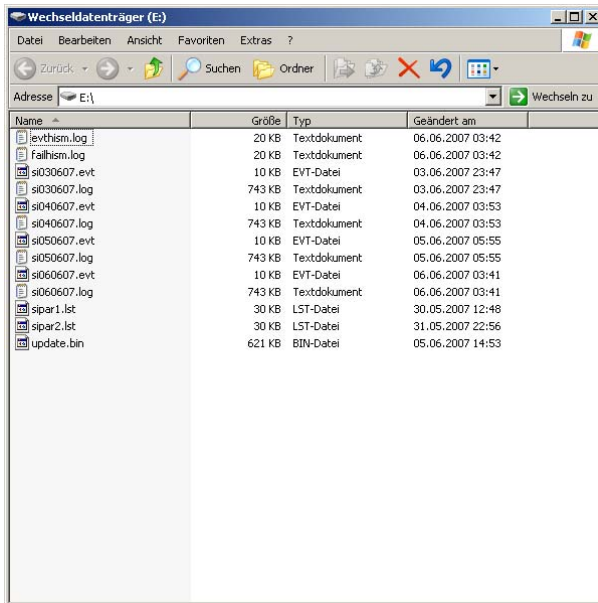 Wechseldatenträger (E:)
Datei Bearbeiten Ansicht Favoriten Extras ?
Zurück Suchen Ordner
Adresse E:\ Wechseln zu
Name Größe Typ Geändert am
evthism.log 20 KB Textdokument 06.06.2007 03:42
failhism.log 20 KB Textdokument 06.06.2007 03:42
si030607.evt 10 KB EVT-Datei 03.06.2007 23:47
si030607.log 743 KB Textdokument 03.06.2007 23:47
si040607.evt 10 KB EVT-Datei 04.06.2007 03:53
si040607.log 743 KB Textdokument 04.06.2007 03:53
si050607.evt 10 KB EVT-Datei 05.06.2007 05:55
si050607.log 743 KB Textdokument 05.06.2007 05:55
si060607.evt 10 KB EVT-Datei 06.06.2007 03:41
si060607.log 743 KB Textdokument 06.06.2007 03:41
sipar1.lst 30 KB LST-Datei 30.05.2007 12:48
sipar2.lst 30 KB LST-Datei 31.05.2007 22:56
update.bin 621 KB BIN-Datei 05.06.2007 14:53